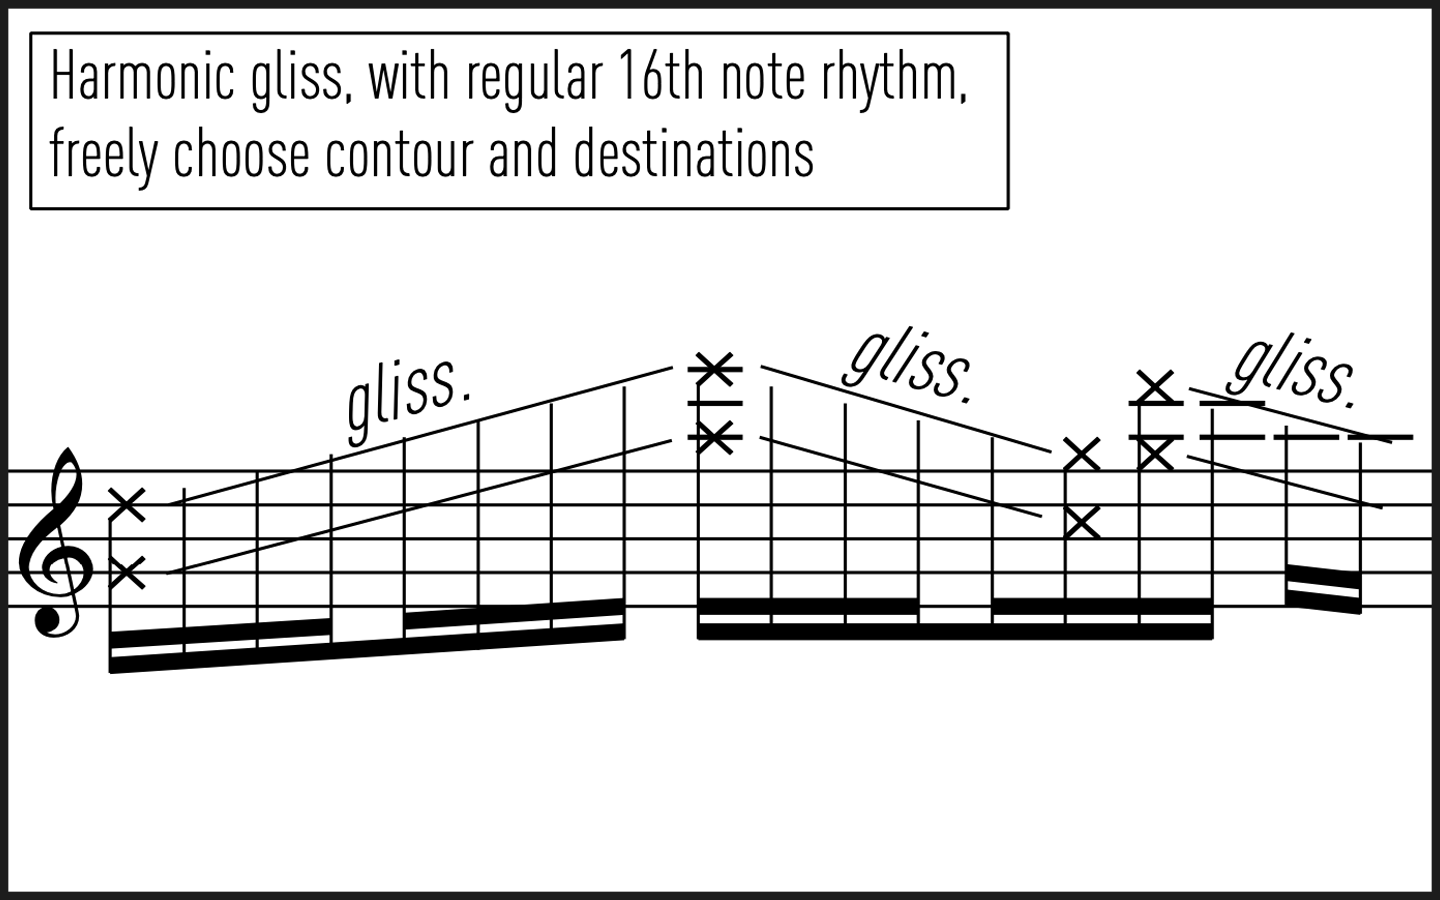 Harmonic gliss, with regular 16th note rhythm,
freely choose contour and destinations
gliss.
gliss.
gliss.